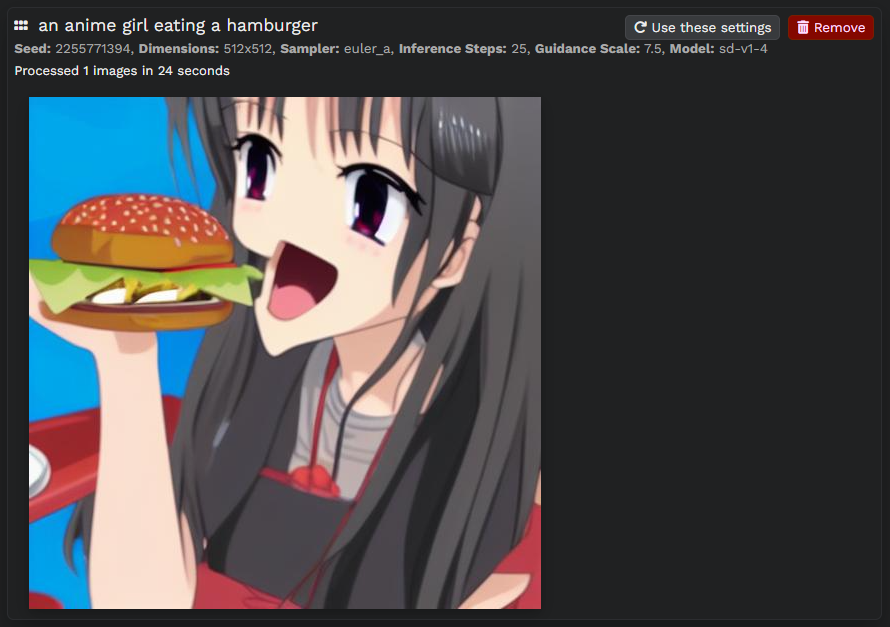 an anime girl eating a hamburger
Use these settings
Remove
Seed: 2255771394, Dimensions: 512x512, Sampler: euler_a, Inference Steps: 25, Guidance Scale: 7.5, Model: sd-v1-4
Processed 1 images in 24 seconds